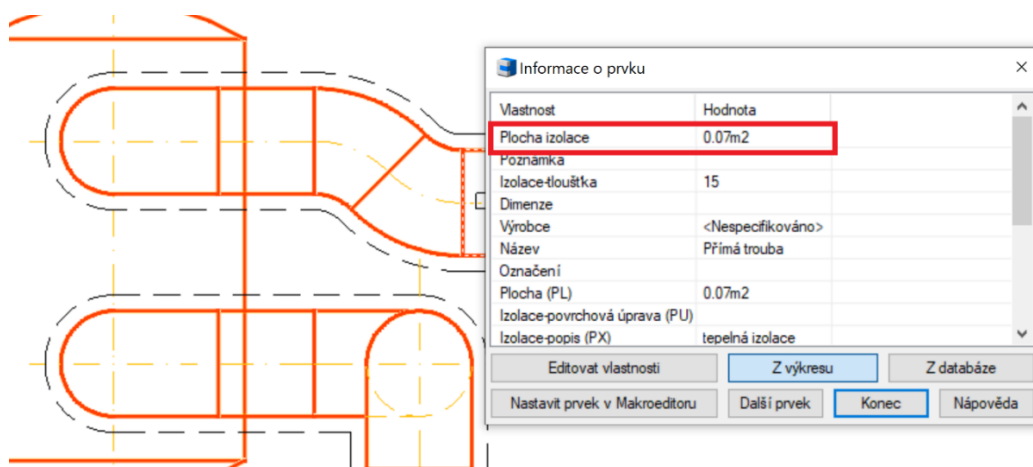 Informace o prvku
Vlastnost Hodnota
Plocha izolace 0.07m2
Poznámka
Izolace-tloušťka 15
Dimenze
Výrobce <Nespecifikováno>
Název Přímá trouba
Označení
Plocha (PL) 0.07m2
Izolace-povrchová úprava (PU)
Izolace-popis (PX) tepelná izolace
Editovat vlastnosti Z výkresu Z databáze
Nastavit prvek v Makroeditoru Další prvek Konec Nápověda